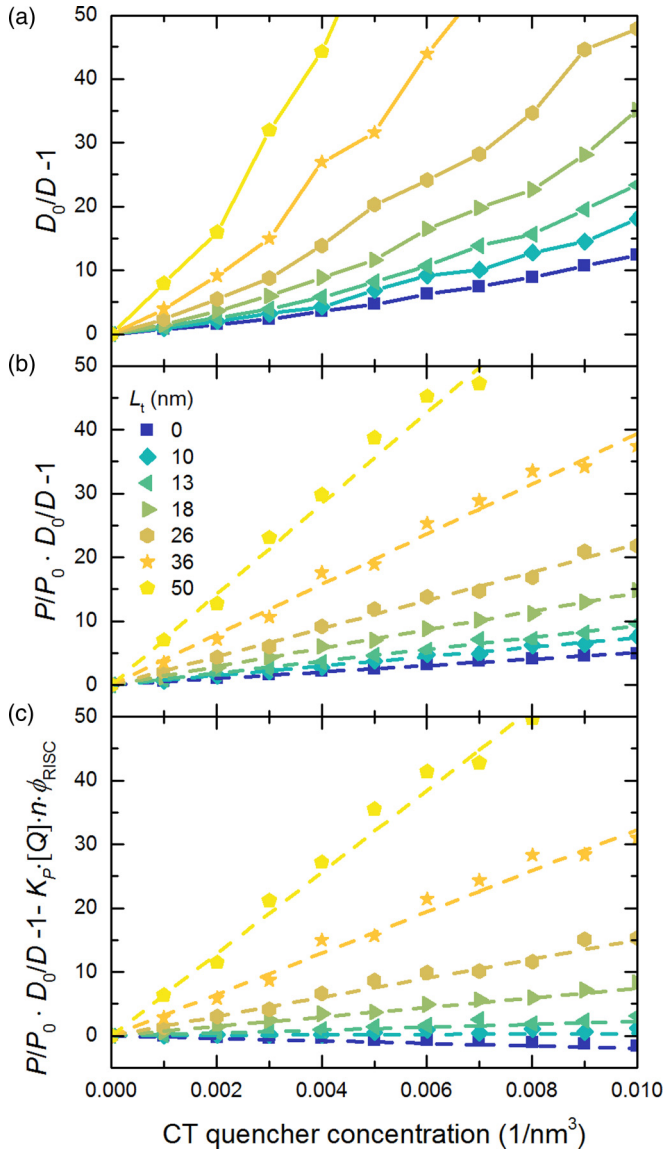 (a)
50
40
30
20
10
0
D₀/D -1
(b)
50
40
30
20
10
0
P/P₀ · D₀/D -1
Lₜ (nm)
0
10
13
18
26
36
50
(c)
50
40
30
20
10
0
P/P₀ · D₀/D -1- K_P·[Q]·n·ϕ_RISC
0.000 0.002 0.004 0.006 0.008 0.010
CT quencher concentration (1/nm³)